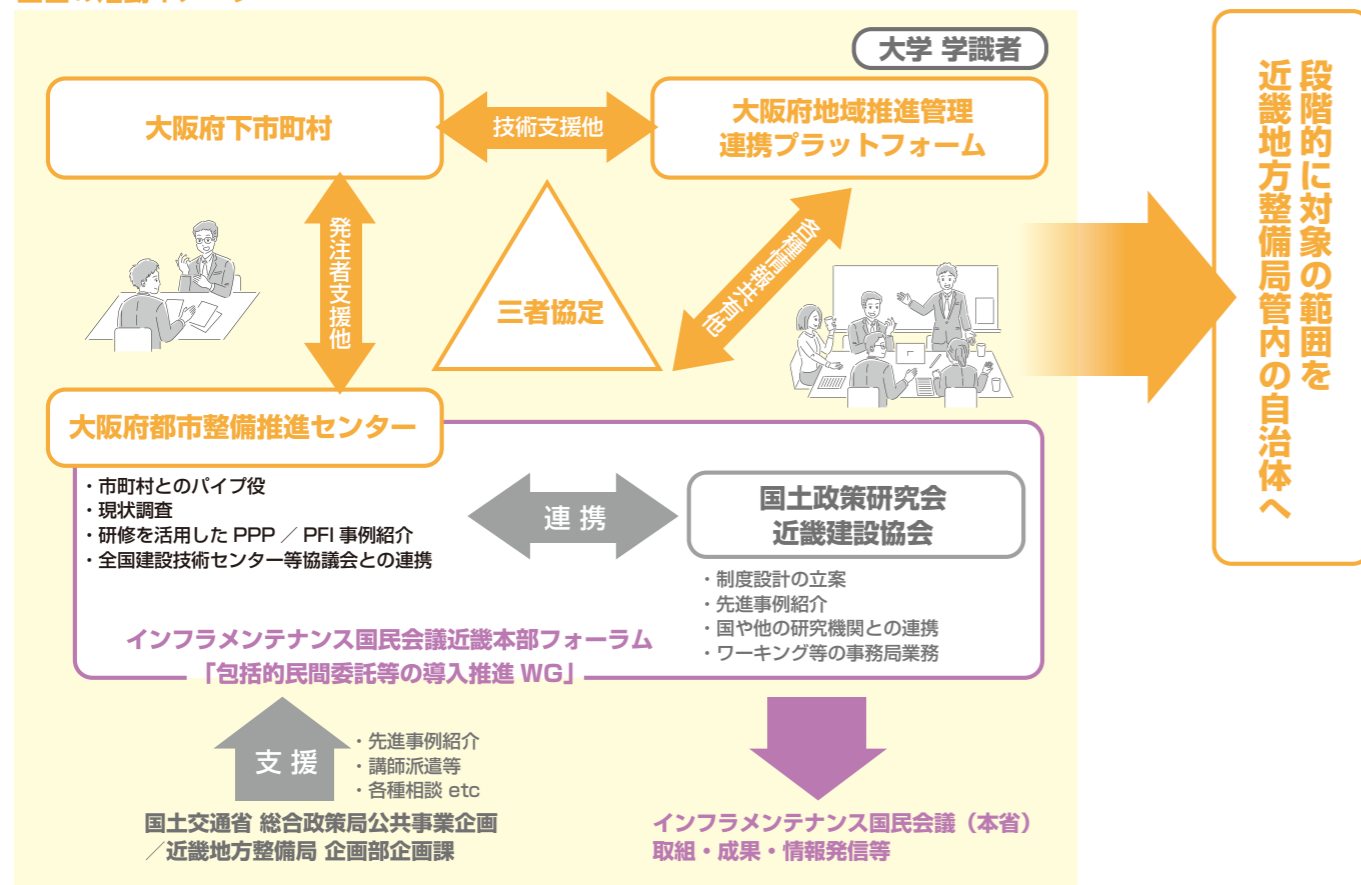 大学 学識者
大阪府下市町村
技術支援他
大阪府地域推進管理
連携プラットフォーム
発注者支援他
三者協定
各種情報共有他
段階的に対象の範囲を
近畿地方整備局管内の自治体へ
大阪府都市整備推進センター
・市町村とのパイプ役
・現状調査
・研修を活用した PPP ／ PFI 事例紹介
・全国建設技術センター等協議会との連携
連 携
国土政策研究会
近畿建設協会
・制度設計の立案
・先進事例紹介
・国や他の研究機関との連携
・ワーキング等の事務局業務
インフラメンテナンス国民会議近畿本部フォーラム
「包括的民間委託等の導入推進 WG」
支 援
・先進事例紹介
・講師派遣等
・各種相談 etc
国土交通省 総合政策局公共事業企画
／近畿地方整備局 企画部企画課
インフラメンテナンス国民会議（本省）
取組・成果・情報発信等